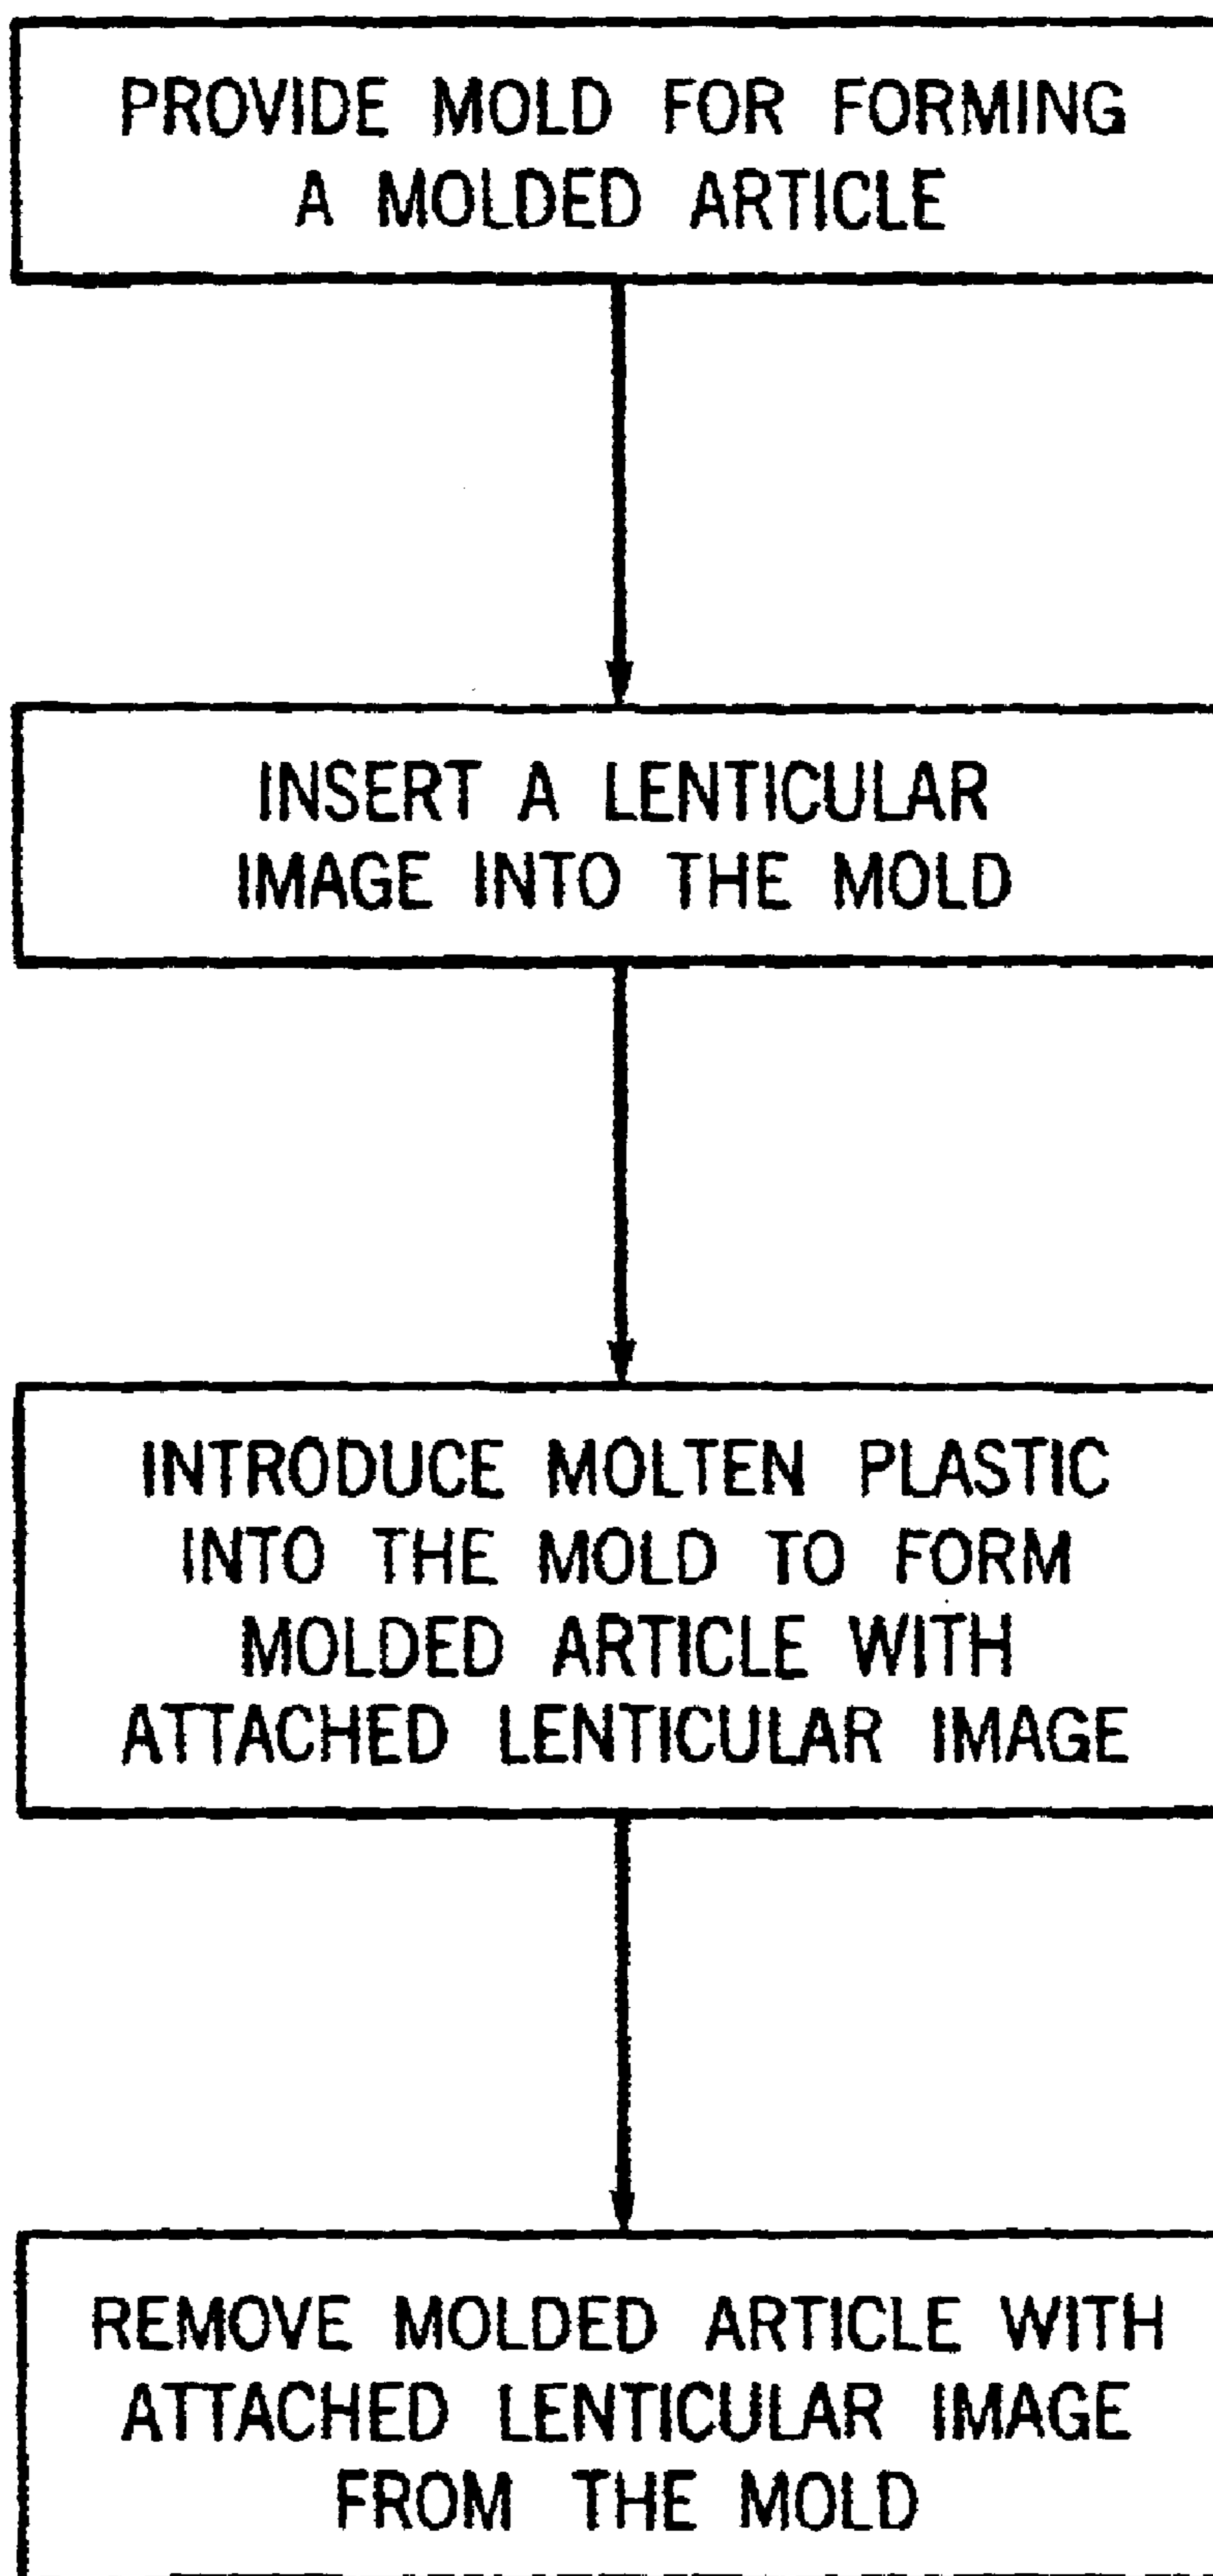 PROVIDE MOLD FOR FORMING
A MOLDED ARTICLE
INSERT A LENTICULAR
IMAGE INTO THE MOLD
INTRODUCE MOLTEN PLASTIC
INTO THE MOLD TO FORM
MOLDED ARTICLE WITH
ATTACHED LENTICULAR IMAGE
REMOVE MOLDED ARTICLE WITH
ATTACHED LENTICULAR IMAGE
FROM THE MOLD